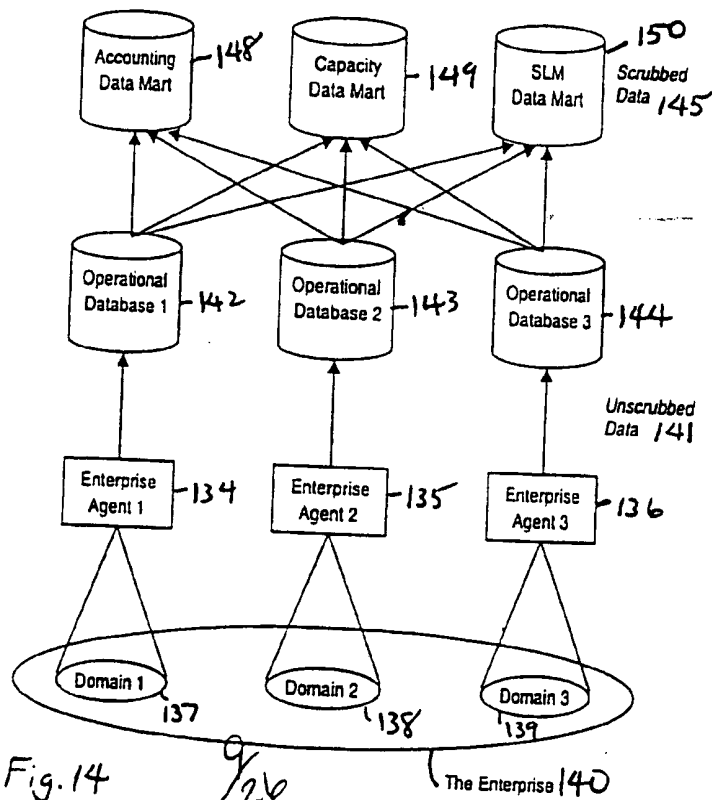 Accounting
Data Mart
148
Capacity
Data Mart
149
SLM
Data Mart
150
Scrubbed
Data 145
Operational
Database 1
142
Operational
Database 2
143
Operational
Database 3
144
Unscrubbed
Data 141
Enterprise
Agent 1
134
Enterprise
Agent 2
135
Enterprise
Agent 3
136
Domain 1
137
Domain 2
138
Domain 3
139
Fig. 14
9/26
The Enterprise 140